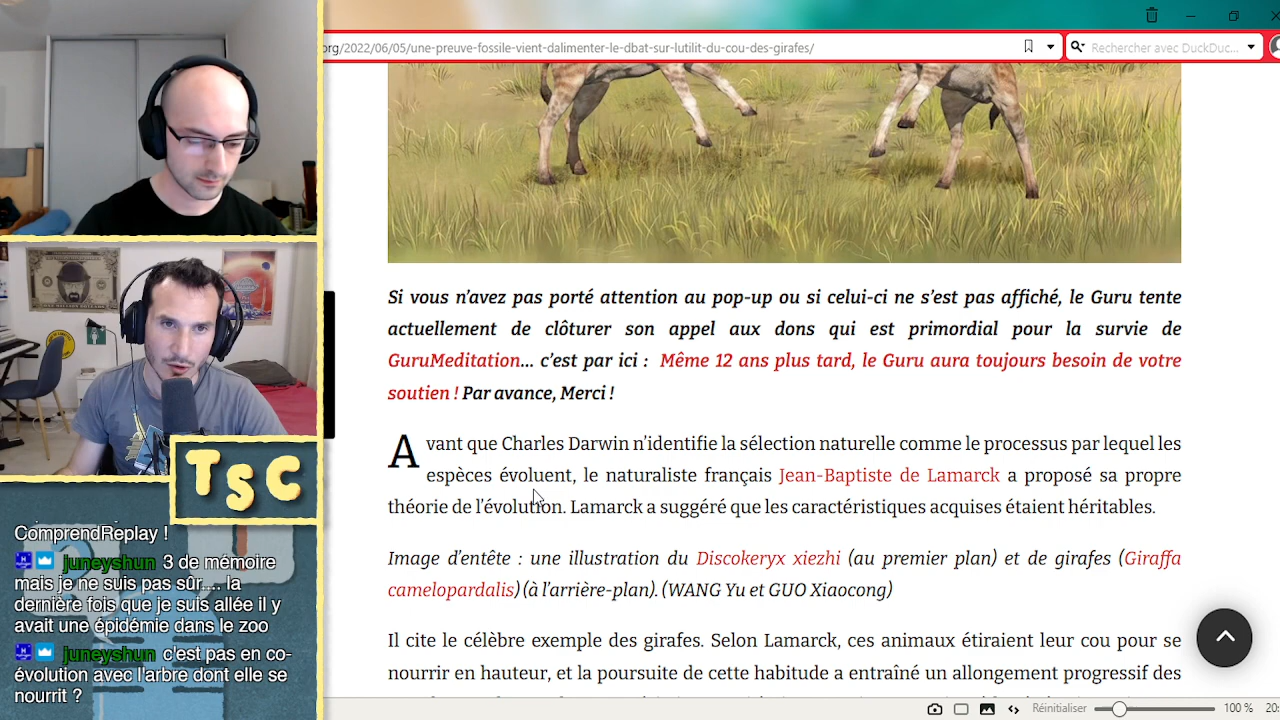 org/2022/06/05/une-preuve-fossile-vient-dalimenter-le-dbat-sur-lutilit-du-cou-des-girafes/
Rechercher avec DuckDuc...
Si vous n'avez pas porté attention au pop-up ou si celui-ci ne s'est pas affiché, le Guru tente
actuellement de clôturer son appel aux dons qui est primordial pour la survie de
GuruMeditation... c'est par ici : Même 12 ans plus tard, le Guru aura toujours besoin de votre
soutien ! Par avance, Merci !
Avant que Charles Darwin n'identifie la sélection naturelle comme le processus par lequel les
espèces évoluent, le naturaliste français Jean-Baptiste de Lamarck a proposé sa propre
théorie de l'évolution. Lamarck a suggéré que les caractéristiques acquises étaient héritables.
Image d'entête : une illustration du Discokeryx xiezhi (au premier plan) et de girafes (Giraffa
camelopardalis) (à l'arrière-plan). (WANG Yu et GUO Xiaocong)
Il cite le célèbre exemple des girafes. Selon Lamarck, ces animaux étiraient leur cou pour se
nourrir en hauteur, et la poursuite de cette habitude a entraîné un allongement progressif des
Réinitialiser
100 %
20:
TSC
ComprendReplay !
juneyshun 3 de mémoire
mais je ne suis pas sûr.... la
dernière fois que je suis allée il y
avait une épidémie dans le zoo
juneyshun c'est pas en co-
évolution avec l'arbre dont elle se
nourrit ?